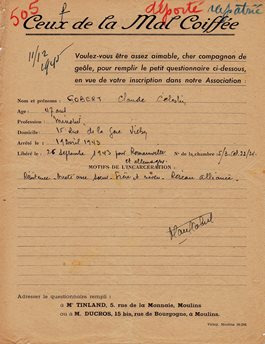 505
déporté rapatrié
Ceux de la Mal Coiffée
11/12
1945
Voulez-vous être assez aimable, cher compagnon de
geôle, pour remplir le petit questionnaire ci-dessous,
en vue de votre inscription dans notre Association :
Nom et prénoms : GOBERT Claude Célestin
Age : 47 ans
Profession :
Domicile : 15 Rue de la Gare Vichy
Arrêté le : 19 avril 1943
Libéré le : 26 septembre 1943 pour Romainville N° de la chambre
et allemagne
MOTIFS DE L'INCARCERATION :
Résistance - Réseau alliance
Adresser le questionnaire rempli :
à Mr TINLAND, 5, rue de la Monnaie, Moulins
ou à M. DUCROS, 15 bis, rue de Bourgogne, à Moulins.